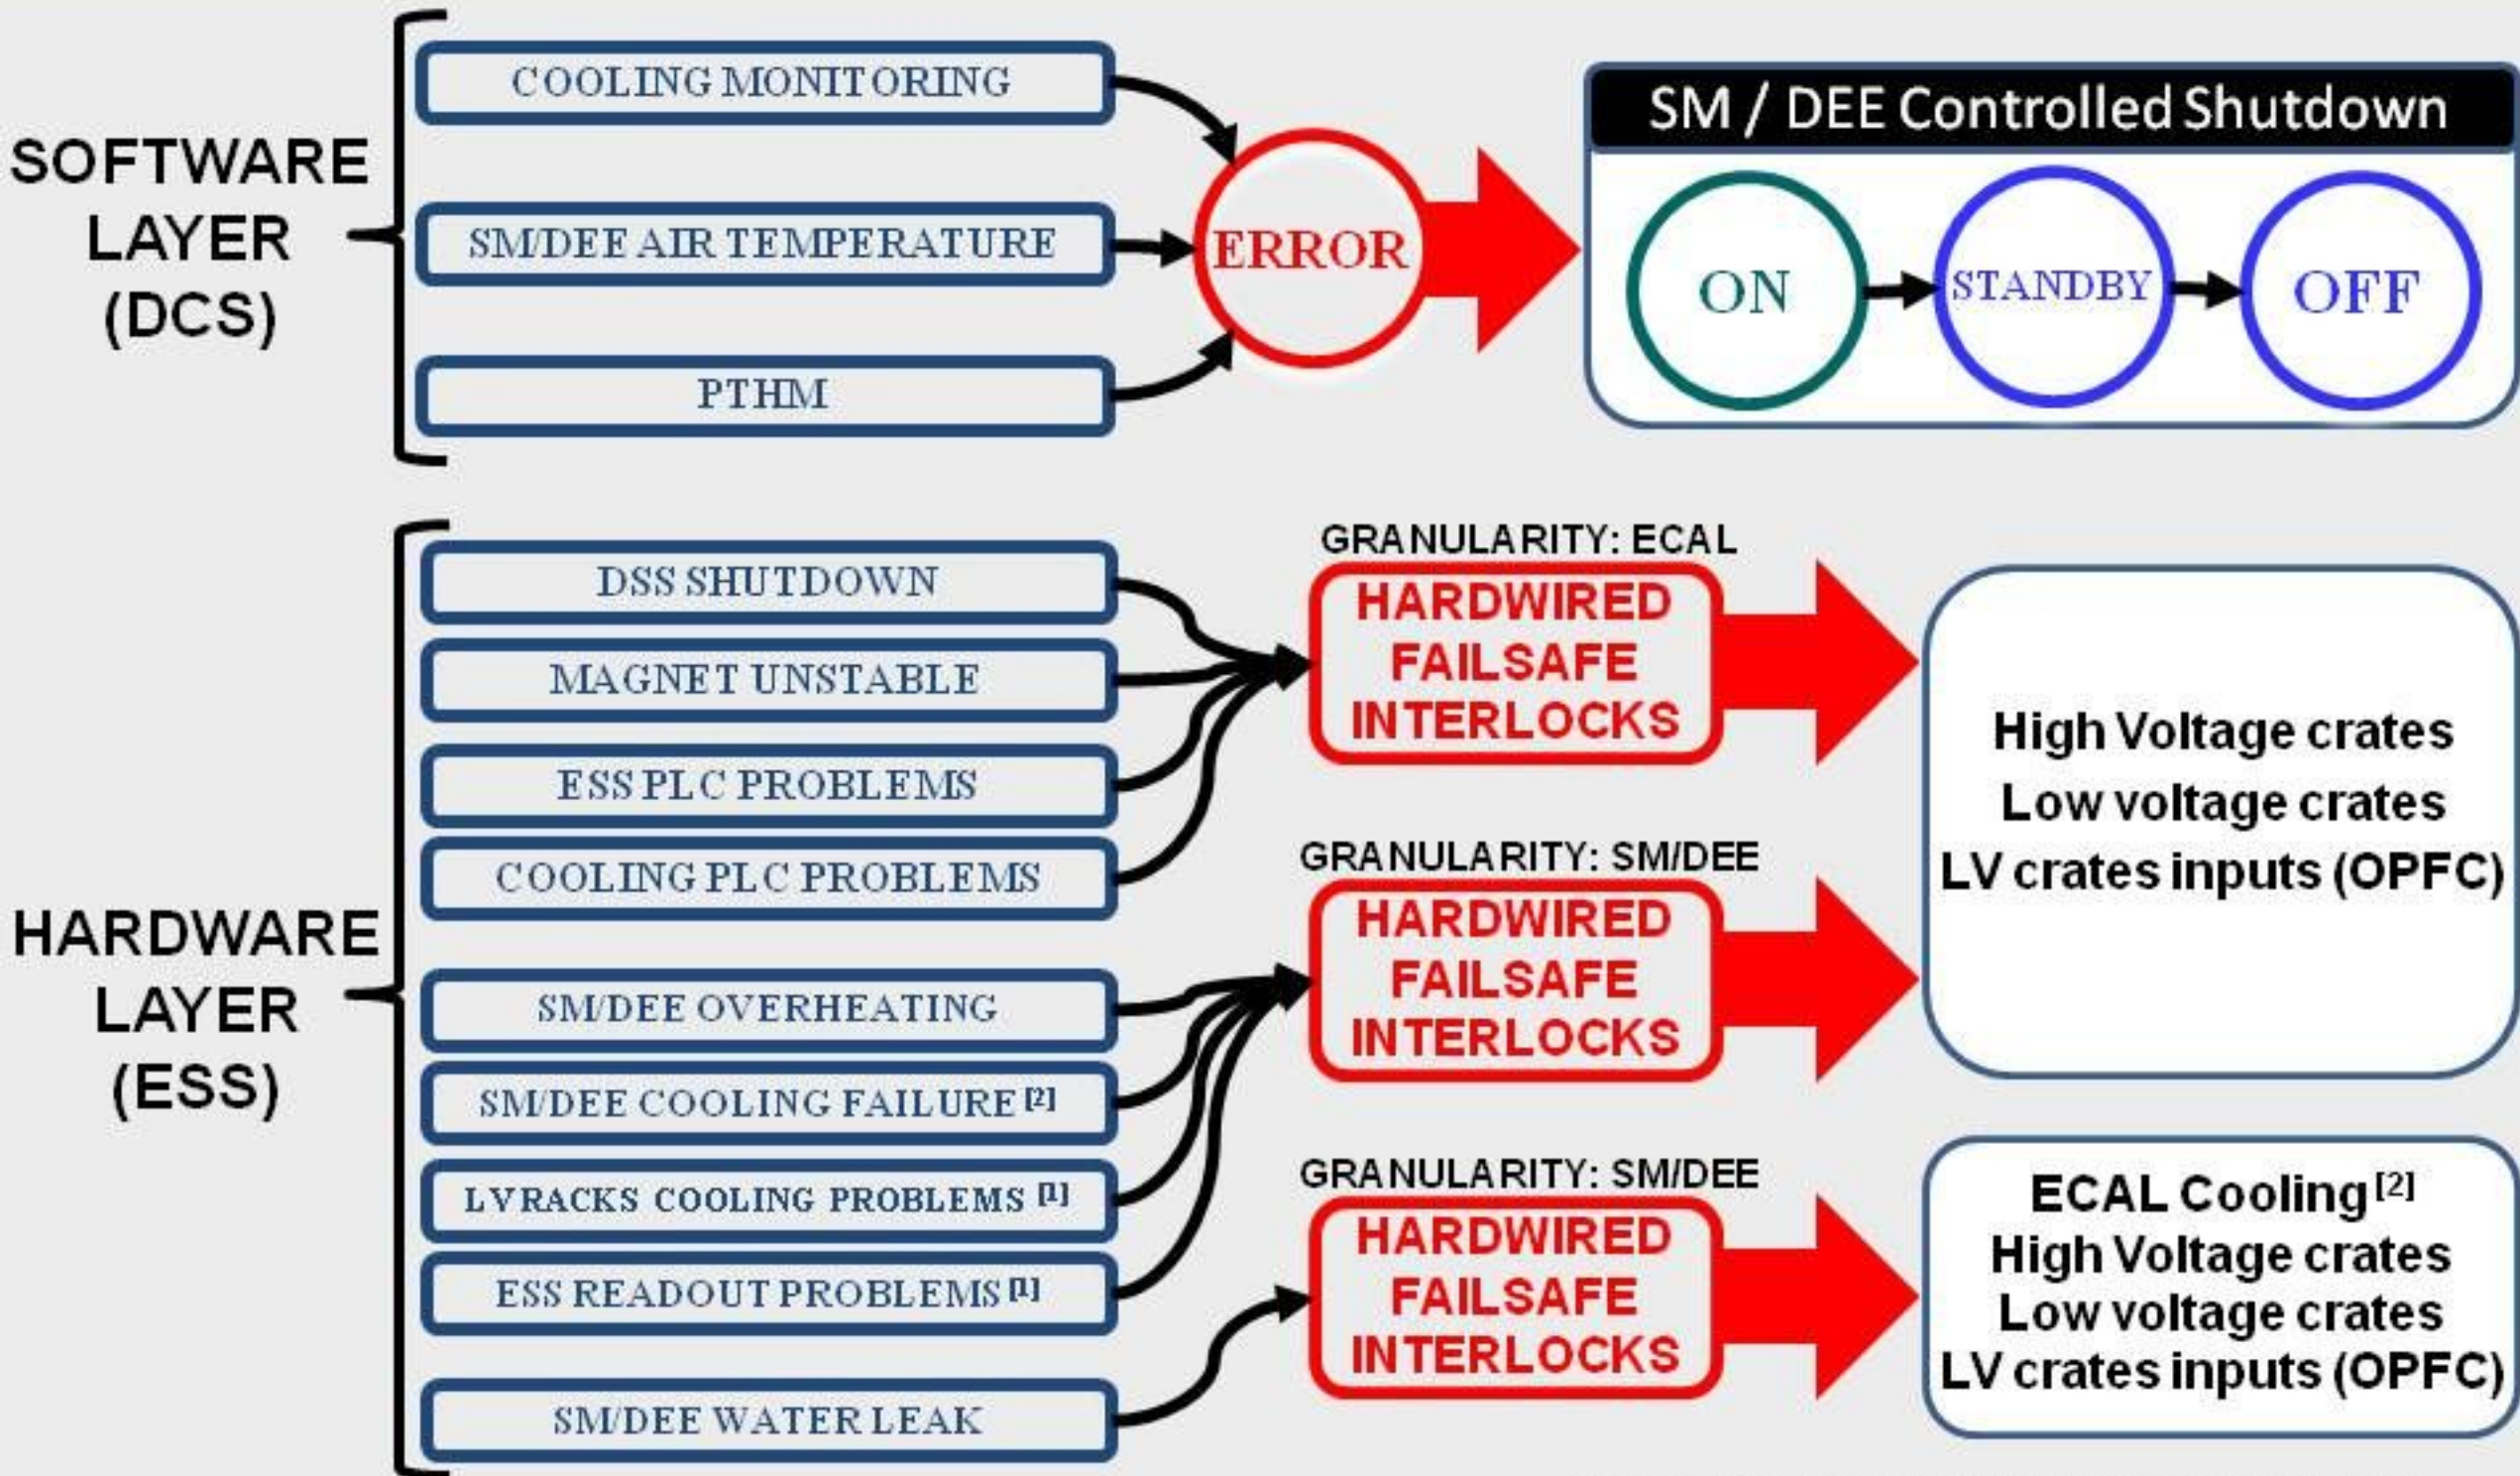 SOFTWARE
LAYER
(DCS)
COOLING MONITORING
SM/DEE AIR TEMPERATURE
PTHM
ERROR
SM / DEE Controlled Shutdown
ON
STANDBY
OFF
HARDWARE
LAYER
(ESS)
DSS SHUTDOWN
MAGNET UNSTABLE
ESS PLC PROBLEMS
COOLING PLC PROBLEMS
SM/DEE OVERHEATING
SM/DEE COOLING FAILURE [2]
LV RACKS COOLING PROBLEMS [1]
ESS READOUT PROBLEMS [1]
SM/DEE WATER LEAK
GRANULARITY: ECAL
HARDWIRED
FAILSAFE
INTERLOCKS
GRANULARITY: SM/DEE
HARDWIRED
FAILSAFE
INTERLOCKS
GRANULARITY: SM/DEE
HARDWIRED
FAILSAFE
INTERLOCKS
High Voltage crates
Low voltage crates
LV crates inputs (OPFC)
ECAL Cooling [2]
High Voltage crates
Low voltage crates
LV crates inputs (OPFC)